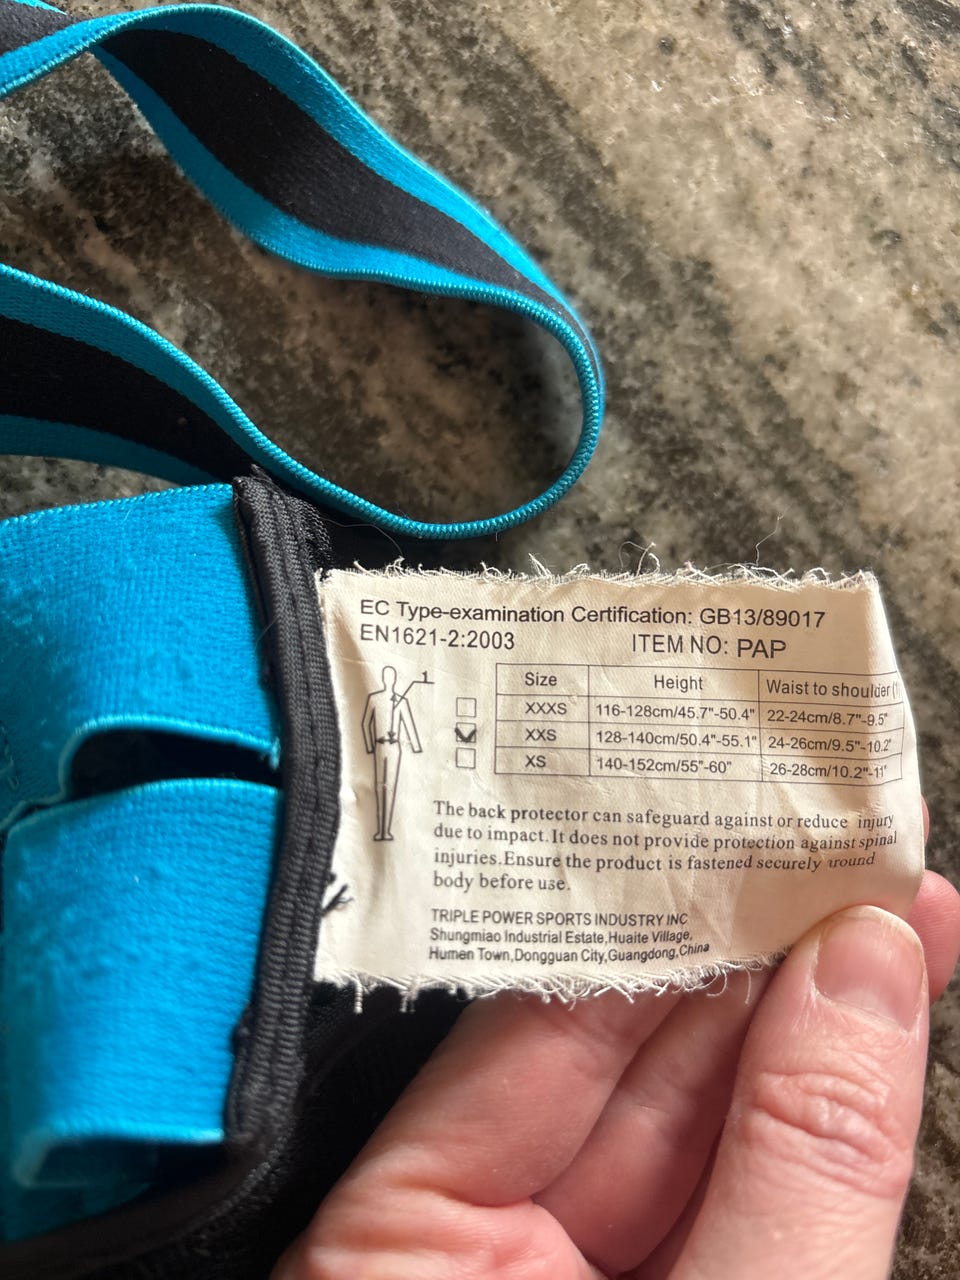 EC Type-examination Certification: GB13/89017
EN1621-2:2003 ITEM NO: PAP
1
Size Height Waist to shoulder (1)
XXXS 116-128cm/45.7"-50.4" 22-24cm/8.7"-9.5"
XXS 128-140cm/50.4"-55.1" 24-26cm/9.5"-10.2"
XS 140-152cm/55"-60" 26-28cm/10.2"-11"
The back protector can safeguard against or reduce injury
due to impact.It does not provide protection against spinal
injuries.Ensure the product is fastened securely around
body before use.
TRIPLE POWER SPORTS INDUSTRY INC
Shungmiao Industrial Estate,Huaite Village,
Humen Town,Dongguan City,Guangdong,China